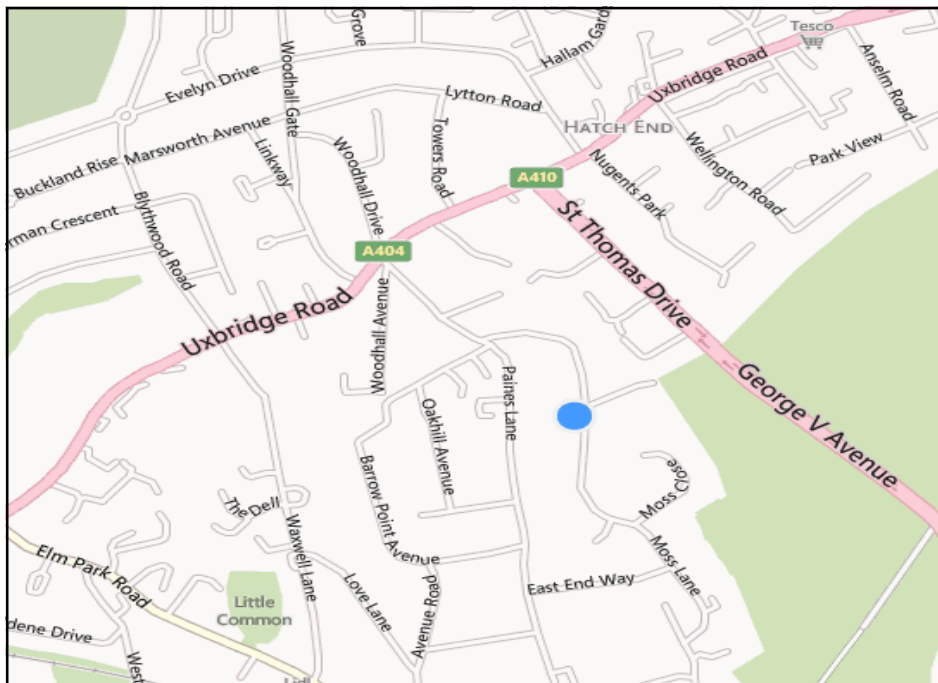 Grove
Tesco
Hallam Gard
Uxbridge Road
Anselm Road
Evelyn Drive
Woodhall Gate
Lytton Road
HATCH END
Marsworth Avenue
Buckland Rise
Linkway
Woodhall Drive
Towers Road
Nugents Park
Wellington Road
Park View
A410
rman Crescent
Blythwood Road
St Thomas Drive
A404
Uxbridge Road
Woodhall Avenue
George V Avenue
Paines Lane
Oakhill Avenue
Barrow Point Avenue
Moss Close
The Dell
Waxwell Lane
Moss Lane
Elm Park Road
Love Lane
Avenue Road
East End Way
Little
Common
dene Drive
West
Lidl